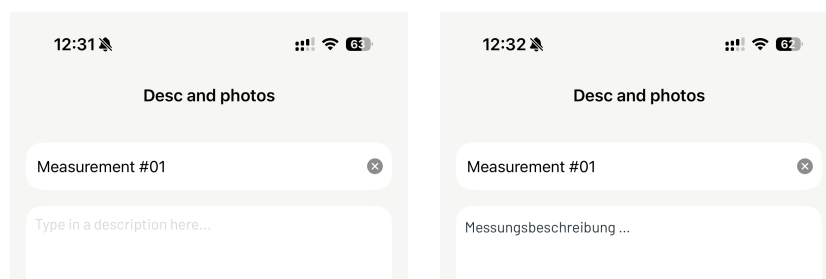 12:31
63
Desc and photos
Measurement #01
Type in a description here...
12:32
62
Desc and photos
Measurement #01
Messungsbeschreibung ...